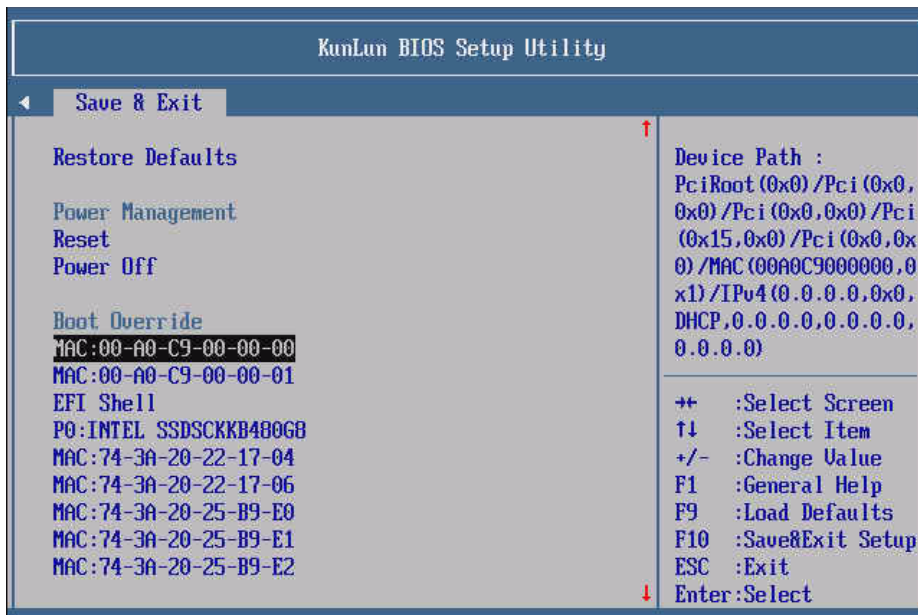 KunLun BIOS Setup Utility
Save & Exit
Restore Defaults
Power Management
Reset
Power Off
Boot Override
MAC:00-A0-C9-00-00-00
MAC:00-A0-C9-00-00-01
EFI Shell
P0:INTEL SSDSCKKB480G8
MAC:74-3A-20-22-17-04
MAC:74-3A-20-22-17-06
MAC:74-3A-20-25-B9-E0
MAC:74-3A-20-25-B9-E1
MAC:74-3A-20-25-B9-E2
Device Path :
PciRoot(0x0)/Pci(0x0,
0x0)/Pci(0x0,0x0)/Pci
(0x15,0x0)/Pci(0x0,0x
0)/MAC(00A0C9000000,0
x1)/IPv4(0.0.0.0,0x0,
DHCP,0.0.0.0,0.0.0.0,
0.0.0.0)
→← :Select Screen
↑↓ :Select Item
+/- :Change Value
F1 :General Help
F9 :Load Defaults
F10 :Save&Exit Setup
ESC :Exit
Enter:Select